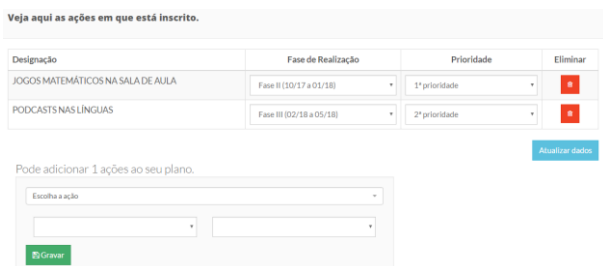 Veja aqui as ações em que está inscrito.
Designação Fase de Realização Prioridade Eliminar
JOGOS MATEMÁTICOS NA SALA DE AULA Fase II (10/17 a 01/18) 1ª prioridade
PODCASTS NAS LÍNGUAS Fase III (02/18 a 05/18) 2ª prioridade
Atualizar dados
Pode adicionar 1 ações ao seu plano.
Escolha a ação
Gravar